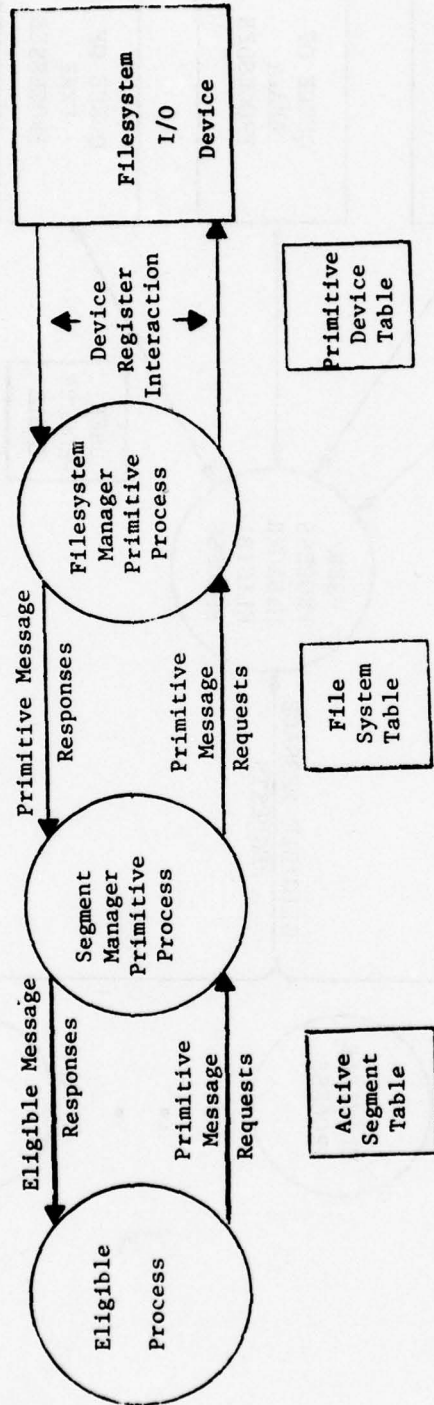 Eligible
Process
Eligible Message
Responses
Primitive
Message
Requests
Segment
Manager
Primitive
Process
Primitive Message
Responses
Primitive
Message
Requests
Filesystem
Manager
Primitive
Process
Device
Register
Interaction
Filesystem
I/O
Device
Active
Segment
Table
File
System
Table
Primitive
Device
Table